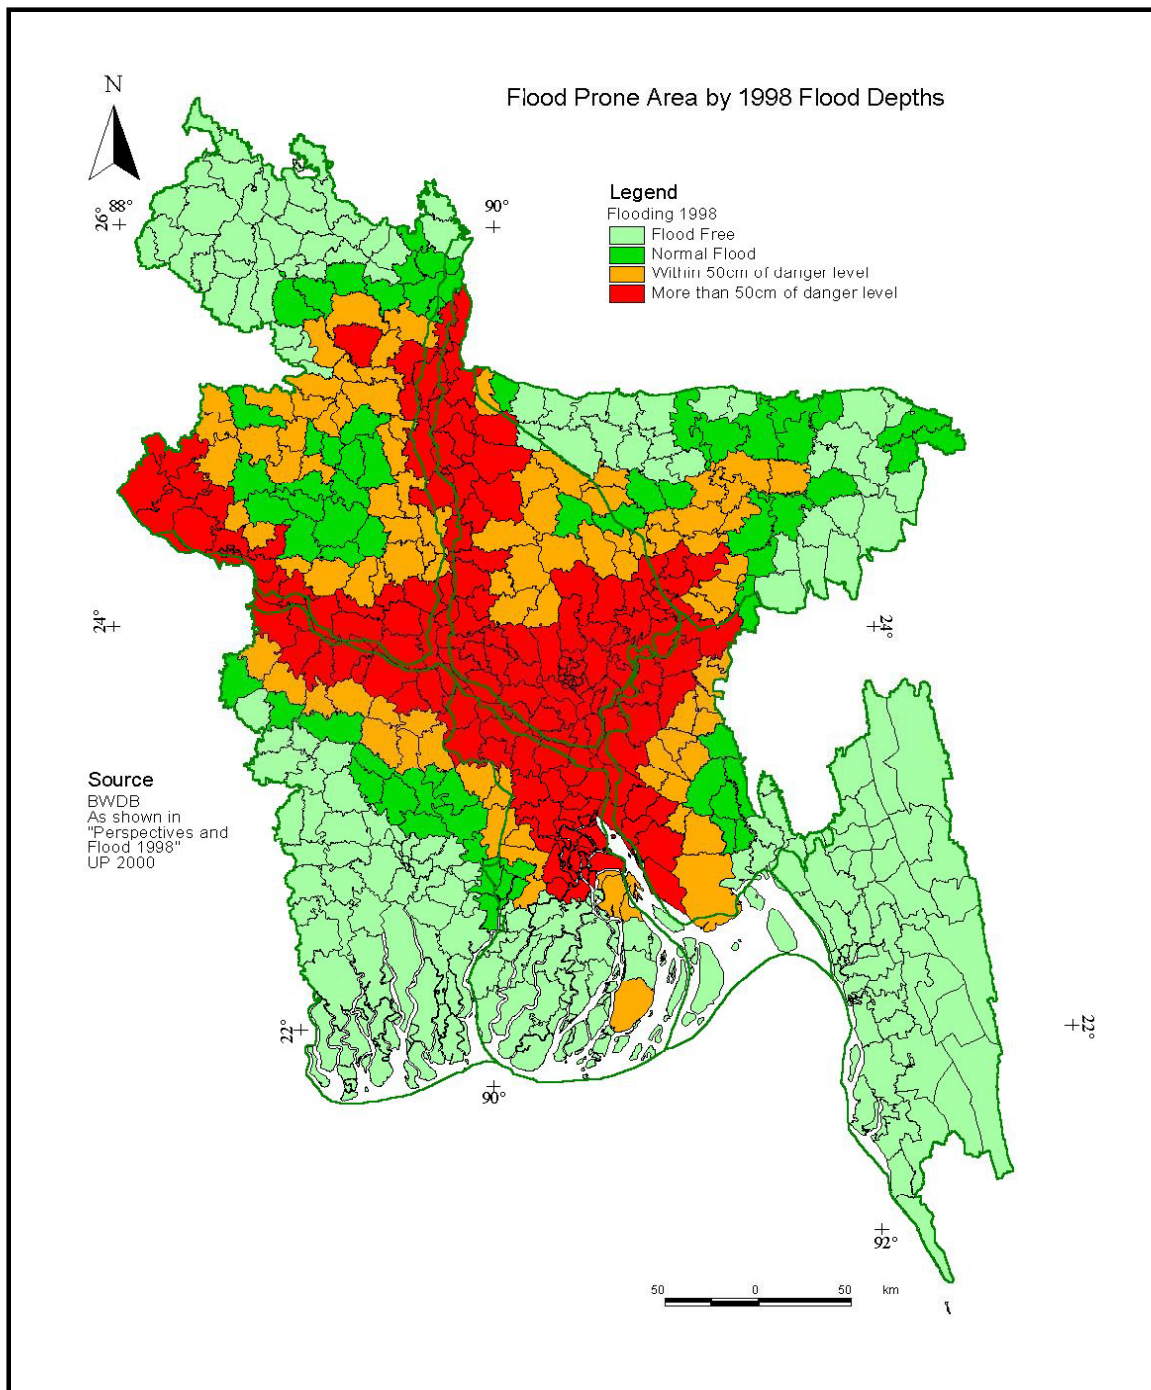 N
Flood Prone Area by 1998 Flood Depths
Legend
Flooding 1998
Flood Free
Normal Flood
Within 50cm of danger level
More than 50cm of danger level
26° 88°
90°
24°
24°
Source
BWDB
As shown in
"Perspectives and
Flood 1998"
UP 2000
22°
22°
90°
92°
50 0 50 km